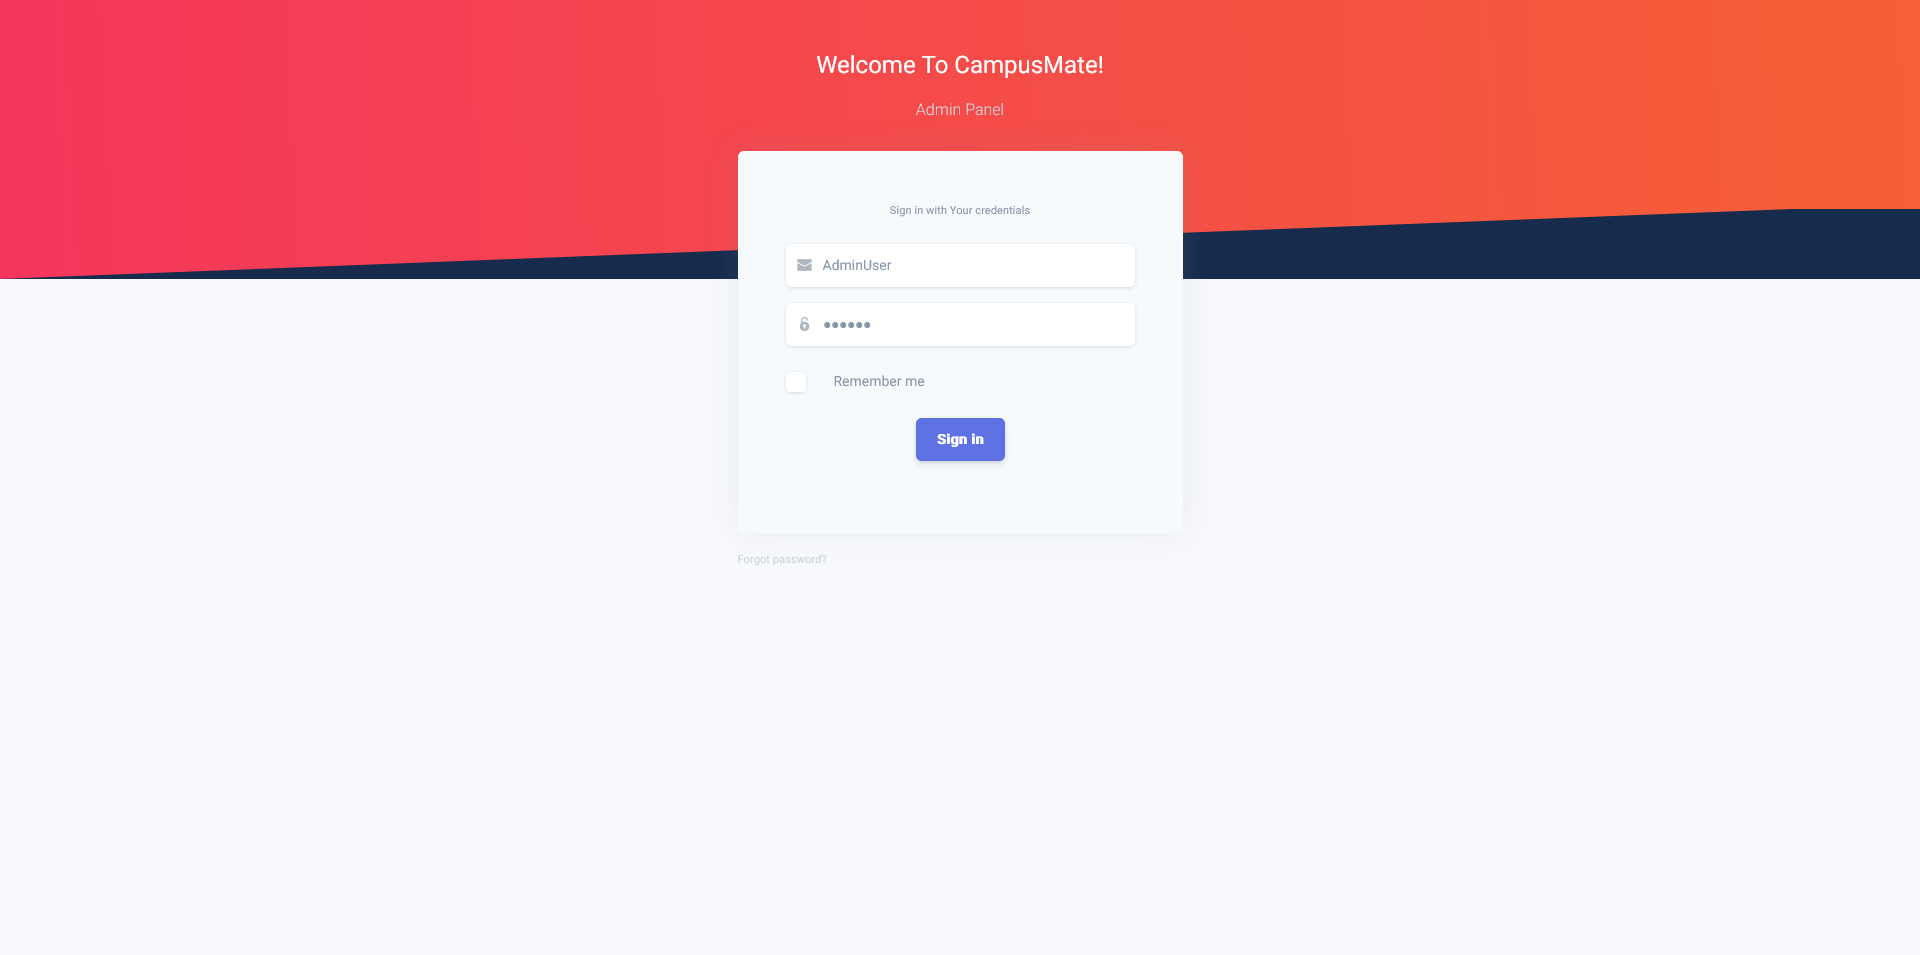 Welcome To CampusMate!
Admin Panel
Sign in with Your credentials
AdminUser
••••••
Remember me
Sign in
Forgot password?